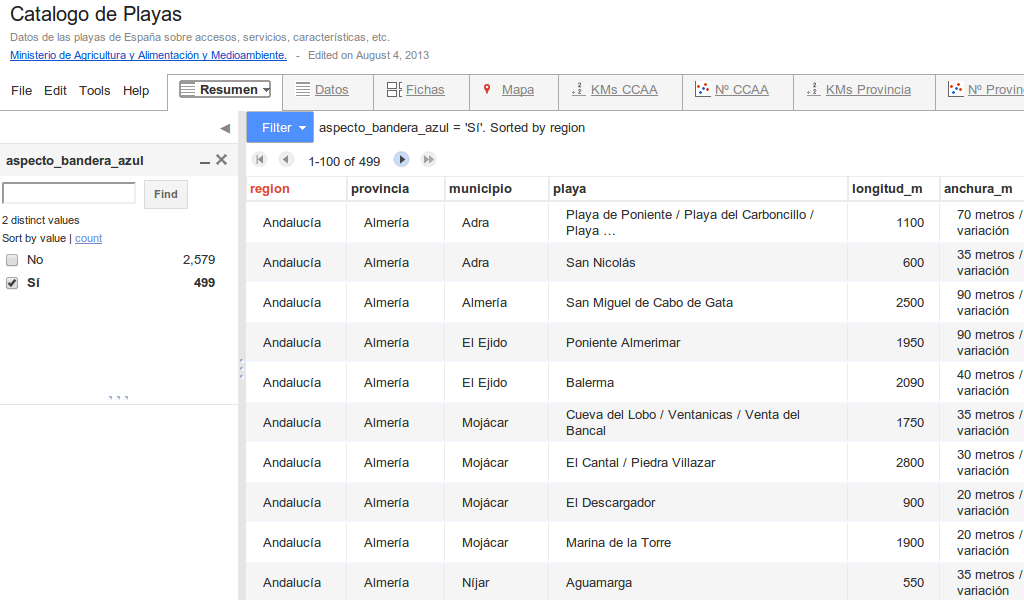 Catalogo de Playas
Datos de las playas de España sobre accesos, servicios, características, etc.
Ministerio de Agricultura y Alimentación y Medioambiente. - Edited on August 4, 2013
File Edit Tools Help Resumen Datos Fichas Mapa KMs CCAA Nº CCAA KMs Provincia Nº Provin
Filter aspecto_bandera_azul = 'Sí'. Sorted by region
aspecto_bandera_azul
1-100 of 499
Find
2 distinct values
Sort by value | count
No 2,579
Sí 499
region provincia municipio playa longitud_m anchura_m
Andalucía Almería Adra Playa de Poniente / Playa del Carboncillo / 1100 70 metros /
Playa … variación
Andalucía Almería Adra San Nicolás 600 35 metros /
variación
Andalucía Almería Almería San Miguel de Cabo de Gata 2500 90 metros /
variación
Andalucía Almería El Ejido Poniente Almerimar 1950 90 metros /
variación
Andalucía Almería El Ejido Balerma 2090 40 metros /
variación
Andalucía Almería Mojácar Cueva del Lobo / Ventanicas / Venta del 1750 35 metros /
Bancal variación
Andalucía Almería Mojácar El Cantal / Piedra Villazar 2800 30 metros /
variación
Andalucía Almería Mojácar El Descargador 900 20 metros /
variación
Andalucía Almería Mojácar Marina de la Torre 1900 20 metros /
variación
Andalucía Almería Níjar Aguamarga 550 35 metros /
variación